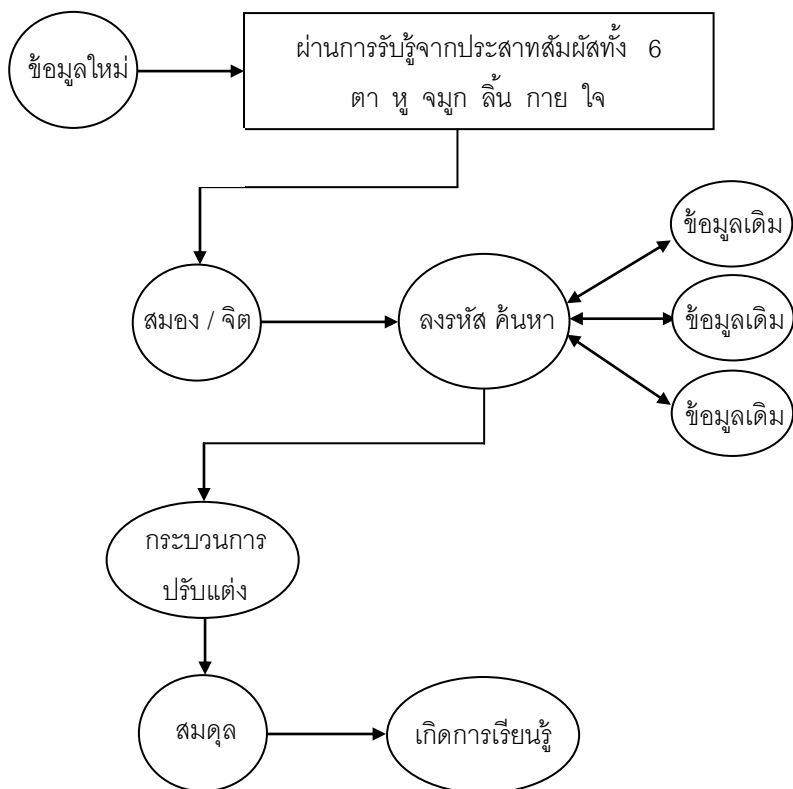 ข้อมูลใหม่
ผ่านการรับรู้จากประสาทสัมผัสทั้ง 6
ตา หู จมูก ลิ้น กาย ใจ
ข้อมูลเดิม
สมอง / จิต
ลงรหัส ค้นหา
ข้อมูลเดิม
ข้อมูลเดิม
กระบวนการ
ปรับแต่ง
สมดุล
เกิดการเรียนรู้